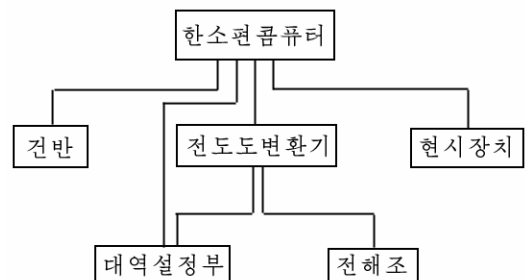 한소편콤퓨터
건반
전도도변환기
현시장치
대역설정부
전해조